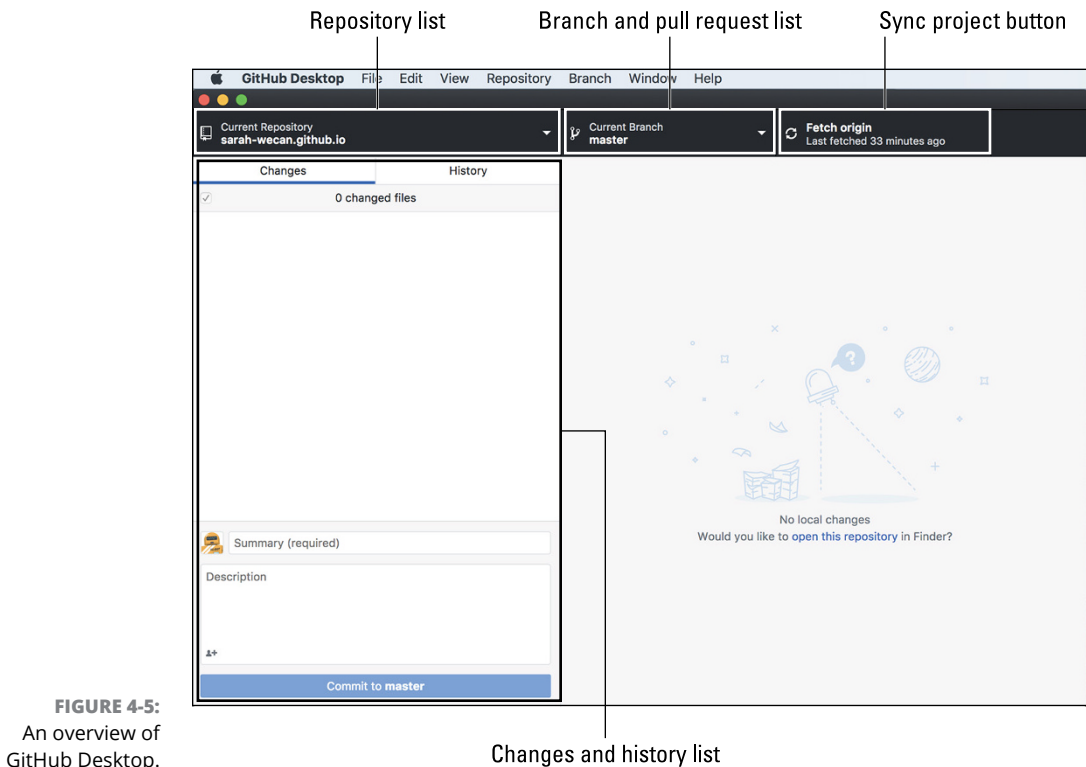 Repository list
Branch and pull request list
Sync project button
GitHub Desktop File Edit View Repository Branch Window Help
Current Repository
sarah-wecan.github.io
Current Branch
master
Fetch origin
Last fetched 33 minutes ago
Changes
History
0 changed files
?
No local changes
Would you like to open this repository in Finder?
Summary (required)
Description
Commit to master
FIGURE 4-5:
An overview of
GitHub Desktop.
Changes and history list